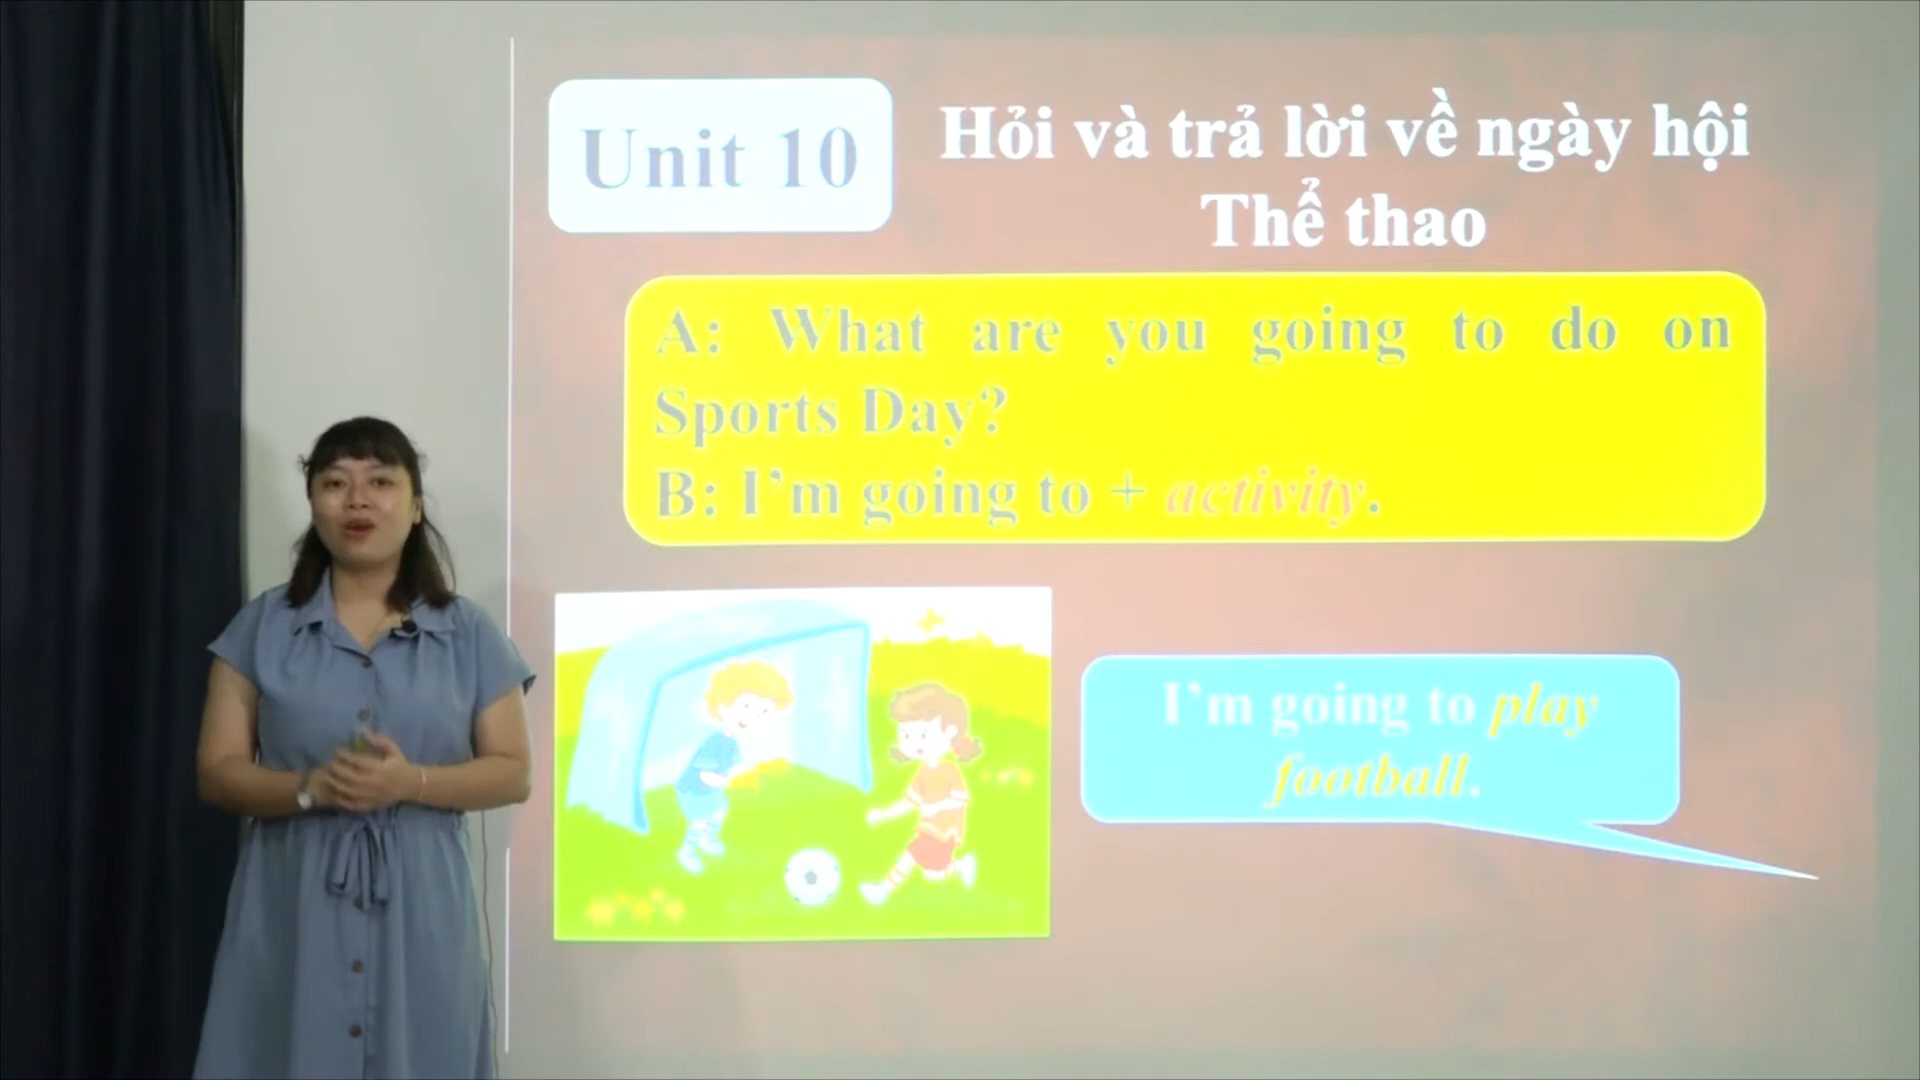 Unit 10
Hỏi và trả lời về ngày hội
Thể thao
A: What are you going to do on
Sports Day?
B: I’m going to + activity.
I’m going to play
football.